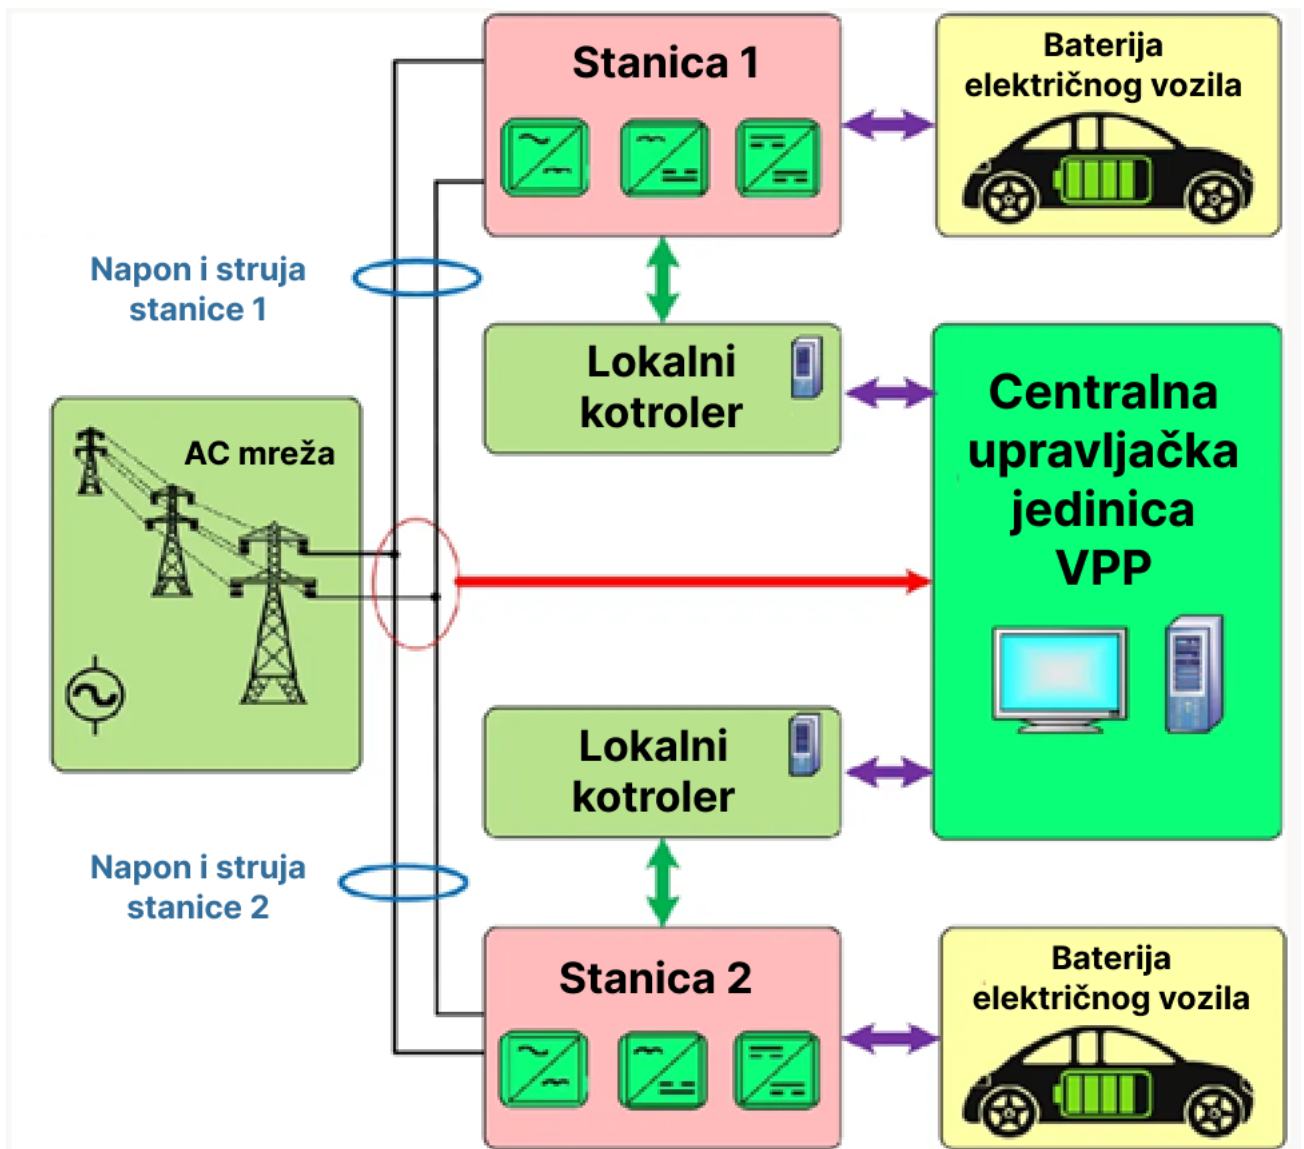 Stanica 1
Baterija
električnog vozila
Napon i struja
stanice 1
Lokalni
kotroler
AC mreža
Centralna
upravljačka
jedinica
VPP
Lokalni
kotroler
Napon i struja
stanice 2
Stanica 2
Baterija
električnog vozila